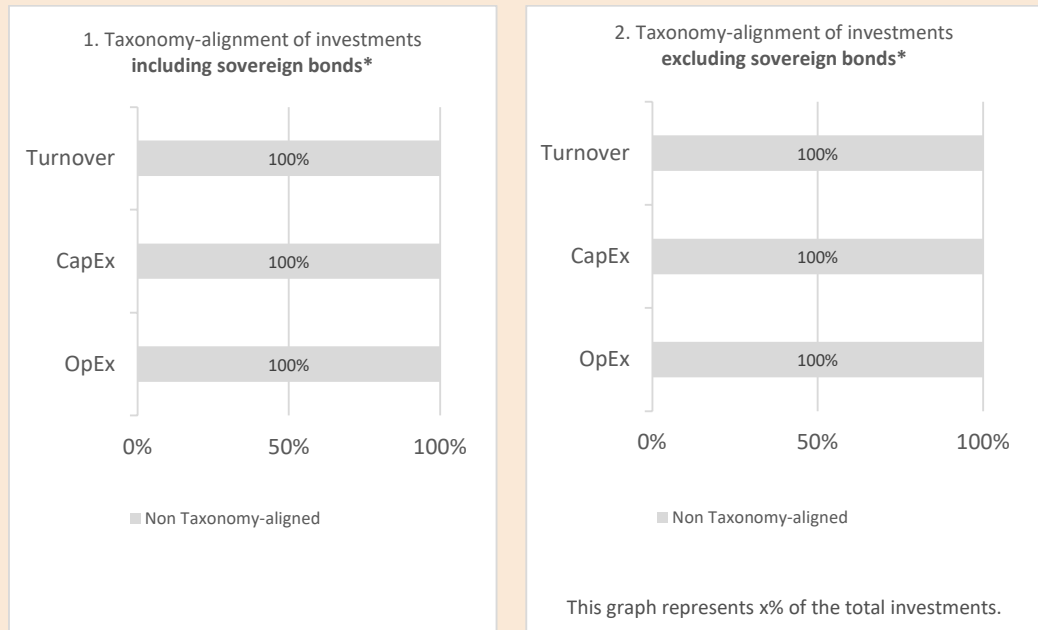 1. Taxonomy-alignment of investments
including sovereign bonds*
Turnover
100%
CapEx
100%
OpEx
100%
0% 50% 100%
Non Taxonomy-aligned
2. Taxonomy-alignment of investments
excluding sovereign bonds*
Turnover
100%
CapEx
100%
OpEx
100%
0% 50% 100%
Non Taxonomy-aligned
This graph represents x% of the total investments.